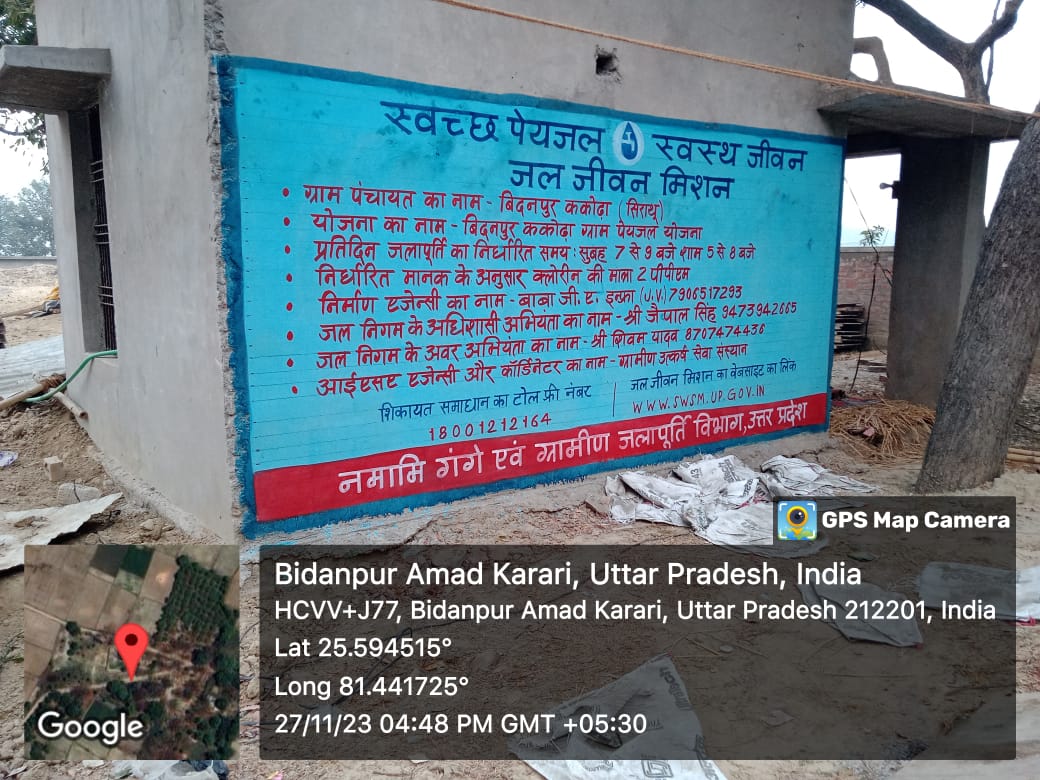 स्वच्छ पेयजल स्वस्थ जीवन
जल जीवन मिशन
• ग्राम पंचायत का नाम - बिदनपुर ककोढ़ा (सिराथू)
• योजना का नाम - बिदनपुर ककोढ़ा ग्राम पेयजल योजना
• प्रतिदिन जलापूर्ति का निर्धारित समय : सुबह 7 से 9 बजे शाम 5 से 8 बजे
• निर्धारित मानक के अनुसार क्लोरीन की मात्रा 2 पीपीएम
• निर्माण एजेन्सी का नाम - बाबा जी. ए. इन्फ्रा (J.V.) 7906517293
• जल निगम के अधिशासी अभियंता का नाम - श्री जैपाल सिंह 9473942665
• जल निगम के अवर अभियंता का नाम - श्री शिवम यादव 8707474436
• आईएसए एजेन्सी और कॉर्डिनेटर का नाम - ग्रामीण उत्कर्ष सेवा संस्थान
शिकायत समाधान का टोल फ्री नंबर
18001212164
जल जीवन मिशन का वेबसाइट का लिंक
WWW.SWSM.UP.GOV.IN
नमामि गंगे एवं ग्रामीण जलापूर्ति विभाग, उत्तर प्रदेश
GPS Map Camera
Bidanpur Amad Karari, Uttar Pradesh, India
HCVV+J77, Bidanpur Amad Karari, Uttar Pradesh 212201, India
Lat 25.594515°
Long 81.441725°
27/11/23 04:48 PM GMT +05:30
Google